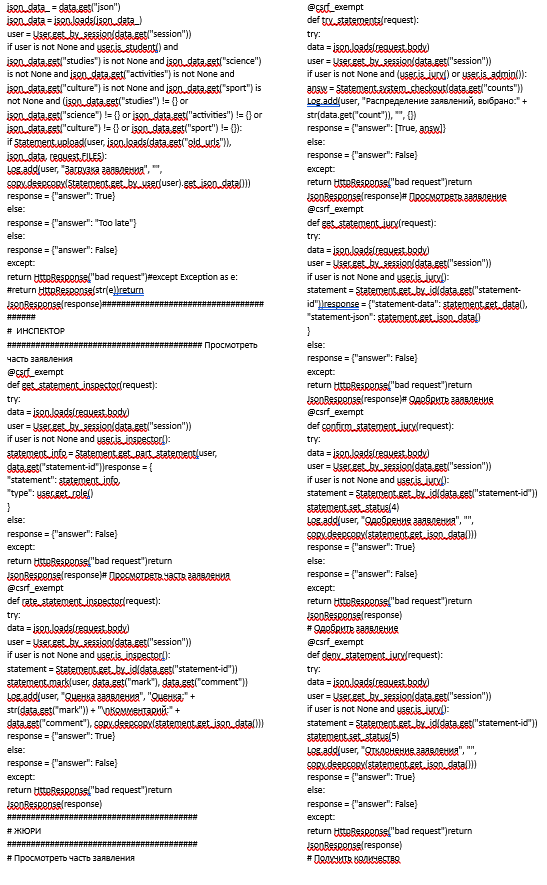 json_data_ = data.get("json")
json_data = json.loads(json_data_)
user = User.get_by_session(data.get("session"))
if user is not None and user.is_student() and
json_data.get("studies") is not None and json_data.get("science")
is not None and json_data.get("activities") is not None and
json_data.get("culture") is not None and json_data.get("sport") is
not None and (json_data.get("studies") != {} or
json_data.get("science") != {} or json_data.get("activities") != {} or
json_data.get("culture") != {} or json_data.get("sport") != {}):
if Statement.upload(user, json.loads(data.get("old_urls")),
json_data, request.FILES):
Log.add(user, "Загрузка заявления", "",
copy.deepcopy(Statement.get_by_user(user).get_json_data()))
response = {"answer": True}
else:
response = {"answer": "Too late"}
else:
response = {"answer": False}
except:
return HttpResponse("bad request")#except Exception as e:
#return HttpResponse(str(e))return
JsonResponse(response)##################################
######
# ИНСПЕКТОР
######################################## Просмотреть
часть заявления
@csrf_exempt
def get_statement_inspector(request):
try:
data = json.loads(request.body)
user = User.get_by_session(data.get("session"))
if user is not None and user.is_inspector():
statement_info = Statement.get_part_statement(user,
data.get("statement-id"))response = {
"statement": statement_info,
"type": user.get_role()
}
else:
response = {"answer": False}
except:
return HttpResponse("bad request")return
JsonResponse(response)# Просмотреть часть заявления
@csrf_exempt
def rate_statement_inspector(request):
try:
data = json.loads(request.body)
user = User.get_by_session(data.get("session"))
if user is not None and user.is_inspector():
statement = Statement.get_by_id(data.get("statement-id"))
statement.mark(user, data.get("mark"), data.get("comment"))
Log.add(user, "Оценка заявления", "Оценка:" +
str(data.get("mark")) + "\nКомментарий:" +
data.get("comment"), copy.deepcopy(statement.get_json_data()))
response = {"answer": True}
else:
response = {"answer": False}
except:
return HttpResponse("bad request")return
JsonResponse(response)
#######################################
# ЖЮРИ
#######################################
# Просмотреть часть заявления
@csrf_exempt
def try_statements(request):
try:
data = json.loads(request.body)
user = User.get_by_session(data.get("session"))
if user is not None and (user.is_jury() or user.is_admin()):
answ = Statement.system_checkout(data.get("counts"))
Log.add(user, "Распределение заявлений, выбрано:" +
str(data.get("count")), "", {})
response = {"answer": [True, answ]}
else:
response = {"answer": False}
except:
return HttpResponse("bad request")return
JsonResponse(response)# Просмотреть заявление
@csrf_exempt
def get_statement_jury(request):
try:
data = json.loads(request.body)
user = User.get_by_session(data.get("session"))
if user is not None and user.is_jury():
statement = Statement.get_by_id(data.get("statement-
id"))response = {"statement-data": statement.get_data(),
"statement-json": statement.get_json_data()
}
else:
response = {"answer": False}
except:
return HttpResponse("bad request")return
JsonResponse(response)# Одобрить заявление
@csrf_exempt
def confirm_statement_jury(request):
try:
data = json.loads(request.body)
user = User.get_by_session(data.get("session"))
if user is not None and user.is_jury():
statement = Statement.get_by_id(data.get("statement-id"))
statement.set_status(4)
Log.add(user, "Одобрение заявления", "",
copy.deepcopy(statement.get_json_data()))
response = {"answer": True}
else:
response = {"answer": False}
except:
return HttpResponse("bad request")return
JsonResponse(response)
# Одобрить заявление
@csrf_exempt
def deny_statement_jury(request):
try:
data = json.loads(request.body)
user = User.get_by_session(data.get("session"))
if user is not None and user.is_jury():
statement = Statement.get_by_id(data.get("statement-id"))
statement.set_status(5)
Log.add(user, "Отклонение заявления", "",
copy.deepcopy(statement.get_json_data()))
response = {"answer": True}
else:
response = {"answer": False}
except:
return HttpResponse("bad request")return
JsonResponse(response)
# Получить количество